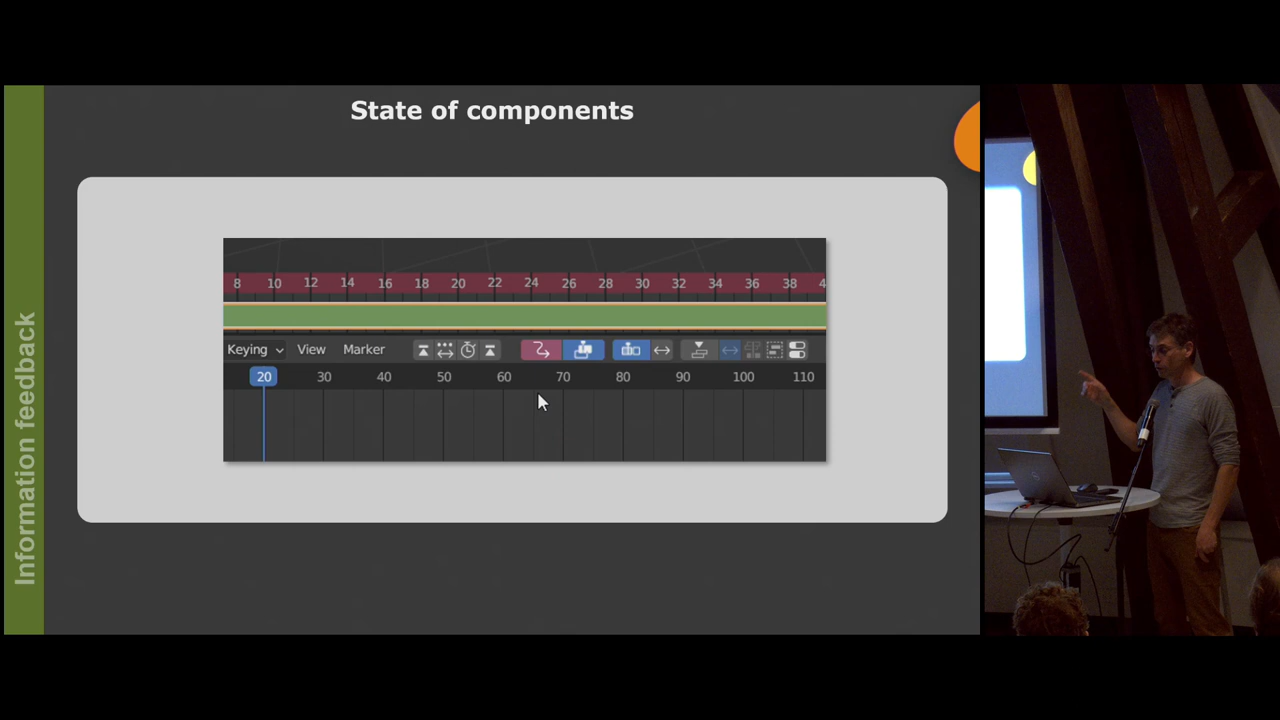 State of components
Information feedback
8 10 12 14 16 18 20 22 24 26 28 30 32 34 36 38 4
Keying View Marker
20 30 40 50 60 70 80 90 100 110